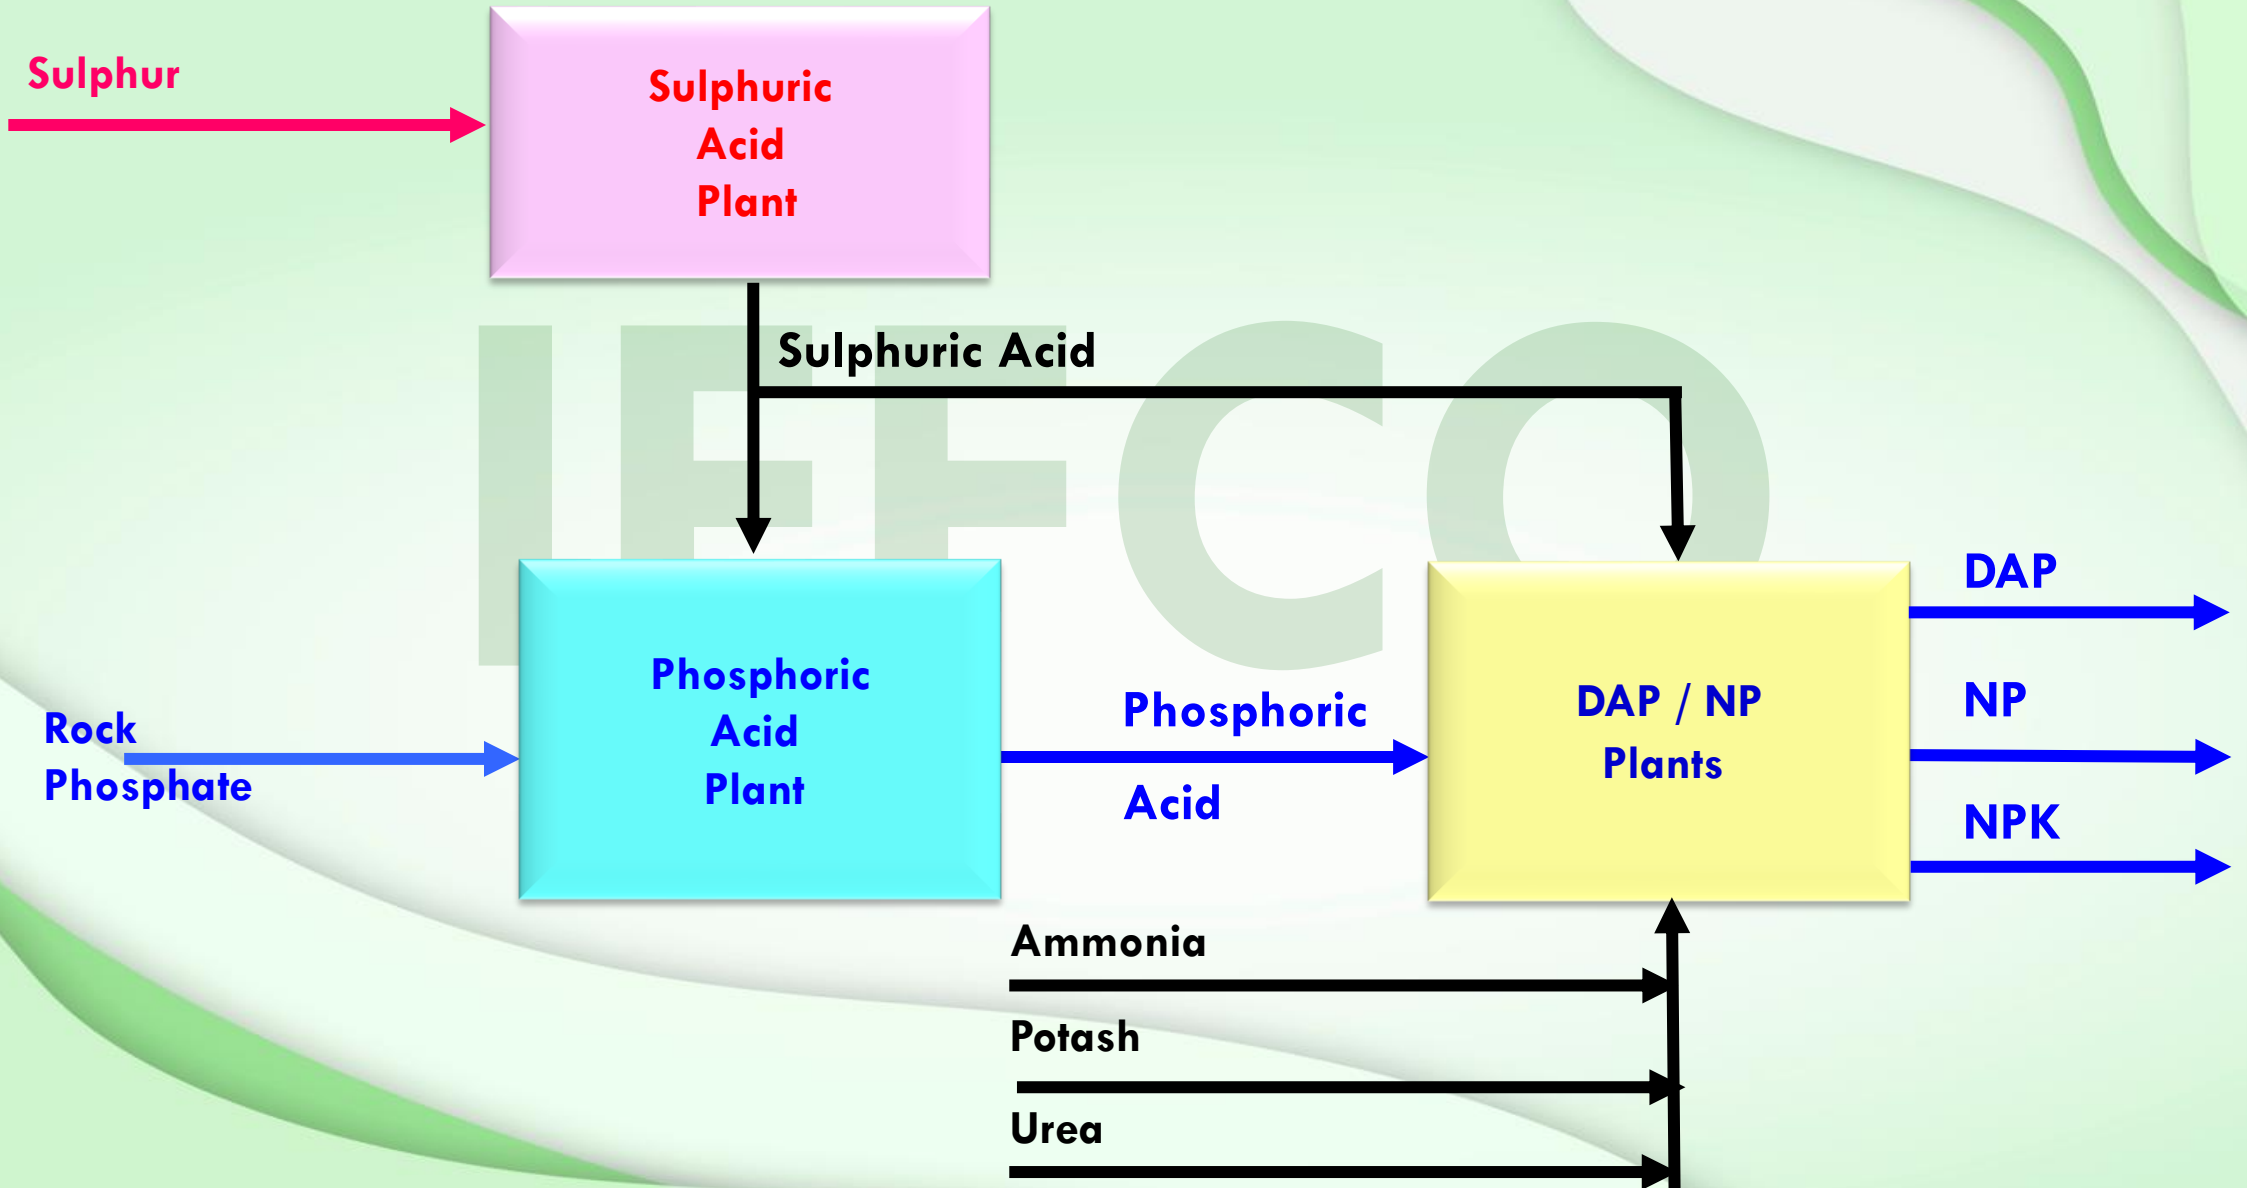 Sulphur
Sulphuric
Acid
Plant
Sulphuric Acid
IFFCO
Rock
Phosphate
Phosphoric
Acid
Plant
Phosphoric
Acid
DAP / NP
Plants
DAP
NP
NPK
Ammonia
Potash
Urea